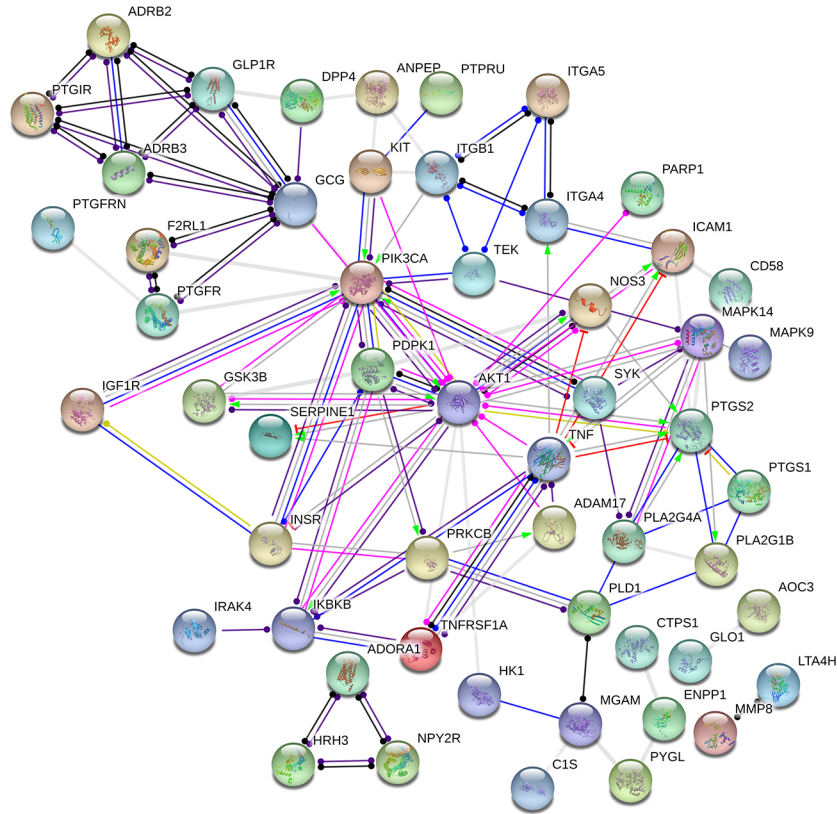 ADRB2
GLP1R
DPP4
ANPEP
PTPRU
ITGA5
PTGIR
ADRB3
KIT
ITGB1
PARP1
GCG
ITGA4
PTGFRN
F2RL1
TEK
ICAM1
PIK3CA
CD58
NOS3
PTGFR
MAPK14
MAPK9
PDPK1
IGF1R
GSK3B
AKT1
SYK
SERPINE1
PTGS2
TNF
PTGS1
ADAM17
INSR
PLA2G4A
PRKCB
PLA2G1B
PLD1
AOC3
IRAK4
IKBKB
TNFRSF1A
CTPS1
GLO1
ADORA1
HK1
LTA4H
ENPP1
MGAM
MMP8
HRH3
NPY2R
C1S
PYGL